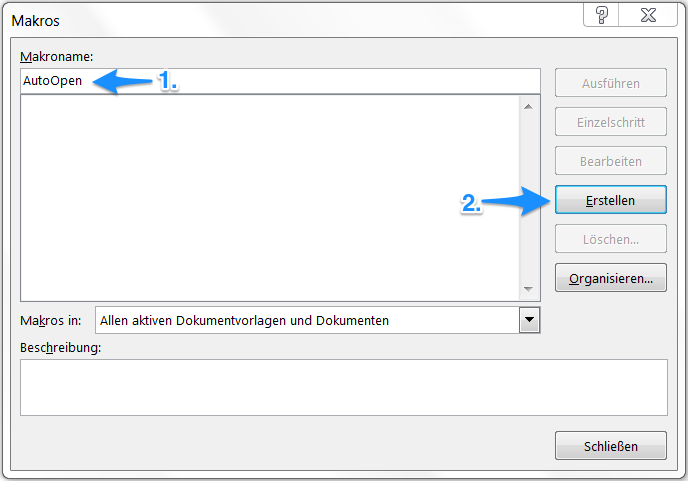 Makros
?
Makroname:
AutoOpen
1.
Ausführen
Einzelschritt
Bearbeiten
2.
Erstellen
Löschen...
Organisieren...
Makros in: Allen aktiven Dokumentvorlagen und Dokumenten
Beschreibung:
Schließen